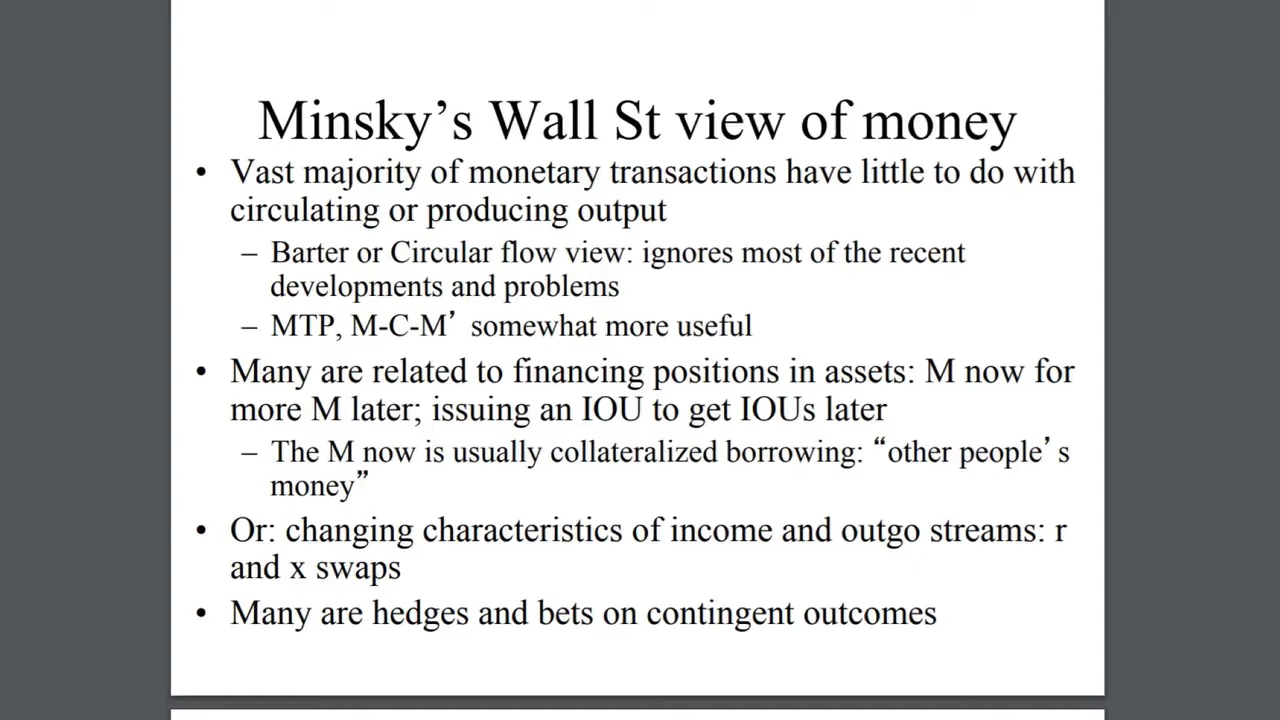 Minsky’s Wall St view of money
• Vast majority of monetary transactions have little to do with
circulating or producing output
– Barter or Circular flow view: ignores most of the recent
developments and problems
– MTP, M-C-M’ somewhat more useful
• Many are related to financing positions in assets: M now for
more M later; issuing an IOU to get IOUs later
– The M now is usually collateralized borrowing: “other people’s
money”
• Or: changing characteristics of income and outgo streams: r
and x swaps
• Many are hedges and bets on contingent outcomes